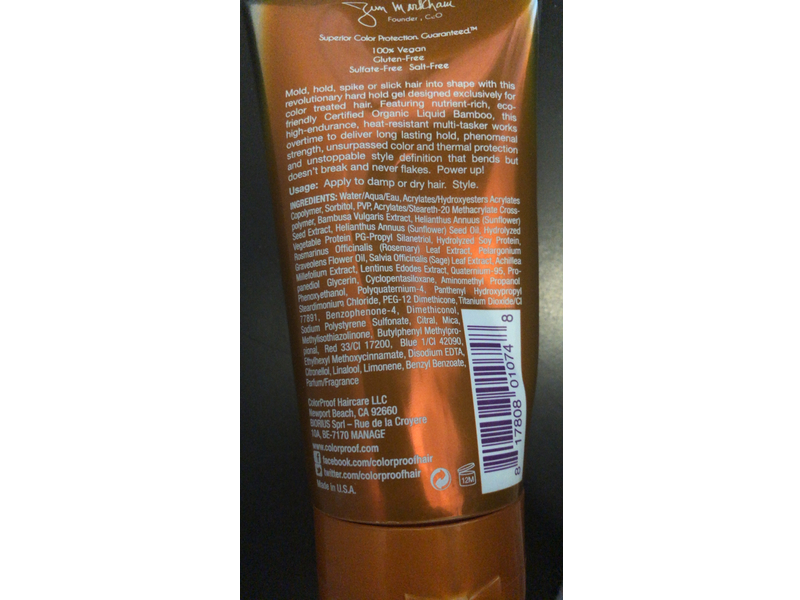 Jim Markham
Founder, CcO
Superior Color Protection. Guaranteed.™
100% Vegan
Gluten-Free
Sulfate-Free Salt-Free
Mold, hold, spike or slick hair into shape with this
revolutionary hard hold gel designed exclusively for
color treated hair. Featuring nutrient-rich, eco-
friendly Certified Organic Liquid Bamboo, this
high-endurance, heat-resistant multi-tasker works
overtime to deliver long lasting hold, phenomenal
strength, unsurpassed color and thermal protection
and unstoppable style definition that bends but
doesn't break and never flakes. Power up!
Usage: Apply to damp or dry hair. Style.
INGREDIENTS: Water/Aqua/Eau, Acrylates/Hydroxyesters Acrylates
Copolymer, Sorbitol, PVP, Acrylates/Steareth-20 Methacrylate Cross-
polymer, Bambusa Vulgaris Extract, Helianthus Annuus (Sunflower)
Seed Extract, Helianthus Annuus (Sunflower) Seed Oil, Hydrolyzed
Vegetable Protein PG-Propyl Silanetriol, Hydrolyzed Soy Protein,
Rosmarinus Officinalis (Rosemary) Leaf Extract, Pelargonium
Graveolens Flower Oil, Salvia Officinalis (Sage) Leaf Extract, Achillea
Millefolium Extract, Lentinus Edodes Extract, Quaternium-95, Pro-
panediol Glycerin, Cyclopentasiloxane, Aminomethyl Propanol
Phenoxyethanol, Polyquaternium-4, Panthenyl Hydroxypropyl
Steardimonium Chloride, PEG-12 Dimethicone, Titanium Dioxide/CI
77891, Benzophenone-4, Dimethiconol,
Sodium Polystyrene Sulfonate, Citral, Mica,
Methylisothiazolinone, Butylphenyl Methylpro-
pional, Red 33/CI 17200, Blue 1/CI 42090,
Ethylhexyl Methoxycinnamate, Disodium EDTA,
Citronellol, Linalool, Limonene, Benzyl Benzoate,
Parfum/Fragrance
ColorProof Haircare LLC
Newport Beach, CA 92660
BIORIUS Sprl – Rue de la Croyere
10A, BE-7170 MANAGE
www.colorproof.com
facebook.com/colorproofhair
twitter.com/colorproofhair
Made in U.S.A.
12M
8 17808 01074 8